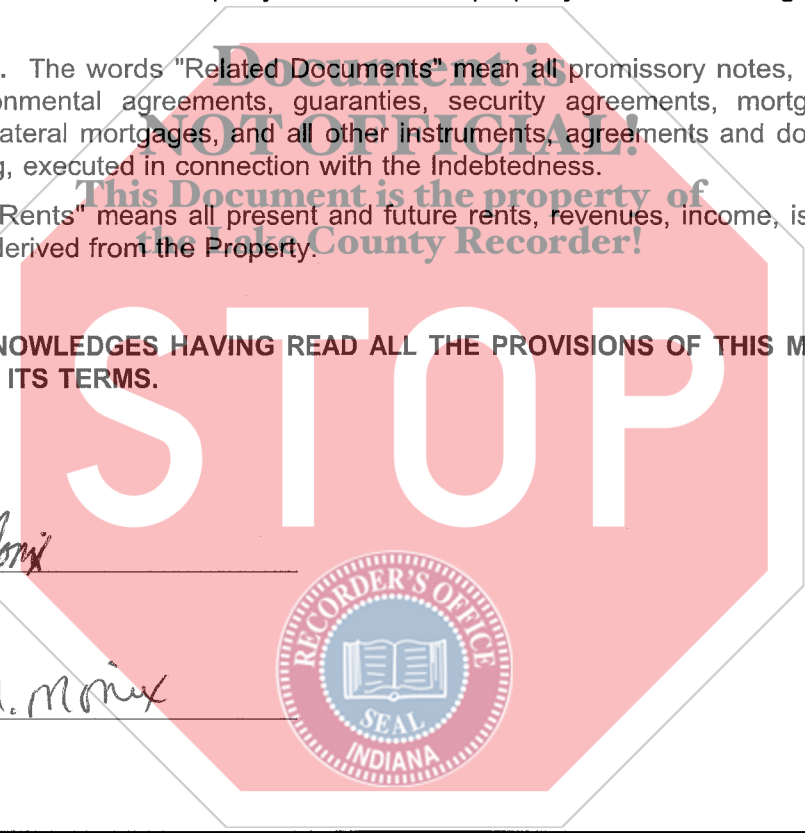 Document is
. The words "Related Documents" mean all promissory notes,
onmental agreements, guaranties, security agreements, mortg
NOT OFFICIAL!
ateral mortgages, and all other instruments, agreements and do
g, executed in connection with the Indebtedness.
This Document is the property of
Rents" means all present and future rents, revenues, income, is
the Lake County Recorder!
derived from the Property.
NOWLEDGES HAVING READ ALL THE PROVISIONS OF THIS M
ITS TERMS.
STOP
RECORDER'S OFFICE
SEAL
INDIANA